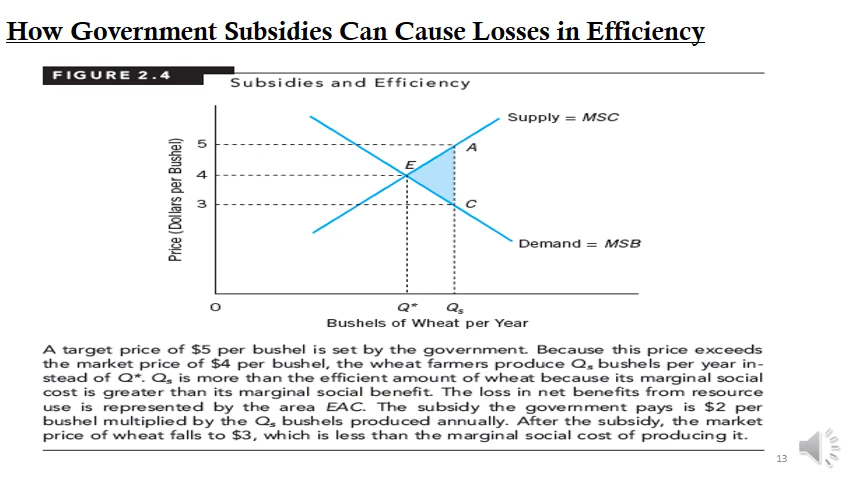 How Government Subsidies Can Cause Losses in Efficiency
FIGURE 2.4
Subsidies and Efficiency
Price (Dollars per Bushel)
Supply = MSC
5
A
E
4
3
C
Demand = MSB
O
Q*
Qs
Bushels of Wheat per Year
A target price of $5 per bushel is set by the government. Because this price exceeds
the market price of $4 per bushel, the wheat farmers produce Qs bushels per year in-
stead of Q*. Qs is more than the efficient amount of wheat because its marginal social
cost is greater than its marginal social benefit. The loss in net benefits from resource
use is represented by the area EAC. The subsidy the government pays is $2 per
bushel multiplied by the Qs bushels produced annually. After the subsidy, the market
price of wheat falls to $3, which is less than the marginal social cost of producing it.
13